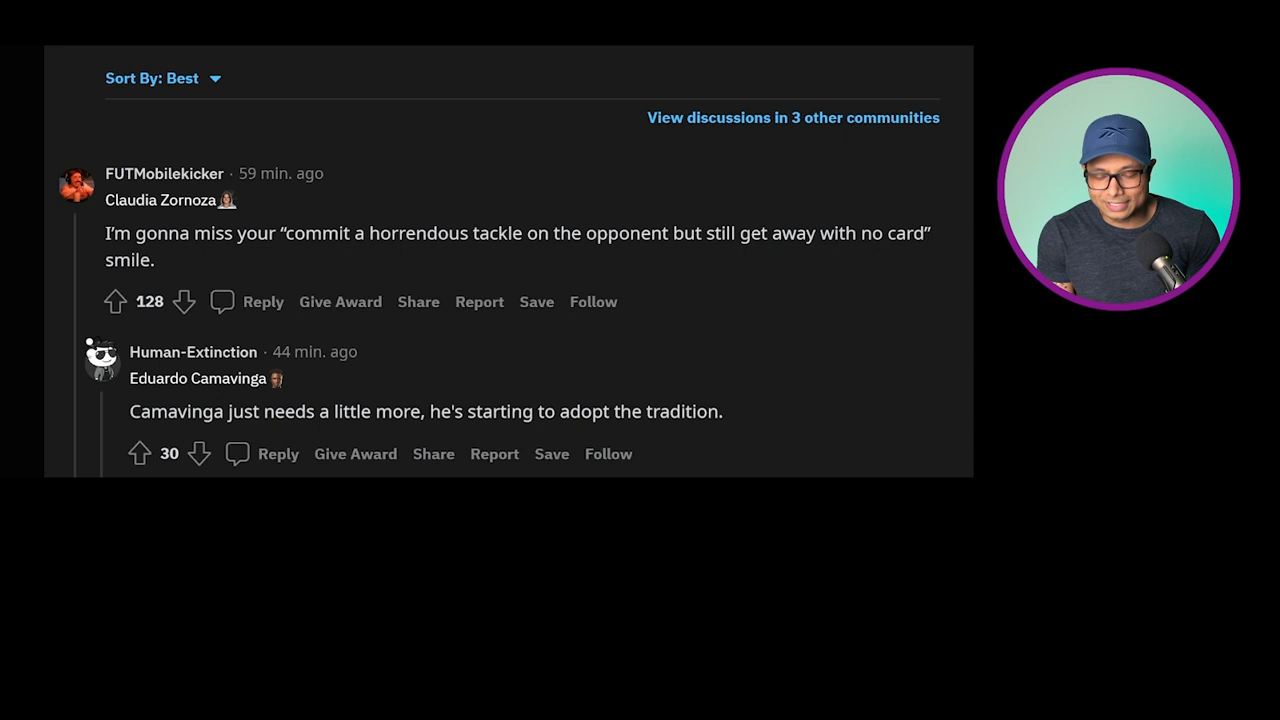 Sort By: Best
View discussions in 3 other communities
FUTMobilekicker · 59 min. ago
Claudia Zornoza
I’m gonna miss your “commit a horrendous tackle on the opponent but still get away with no card”
smile.
128 Reply Give Award Share Report Save Follow
Human-Extinction · 44 min. ago
Eduardo Camavinga
Camavinga just needs a little more, he's starting to adopt the tradition.
30 Reply Give Award Share Report Save Follow